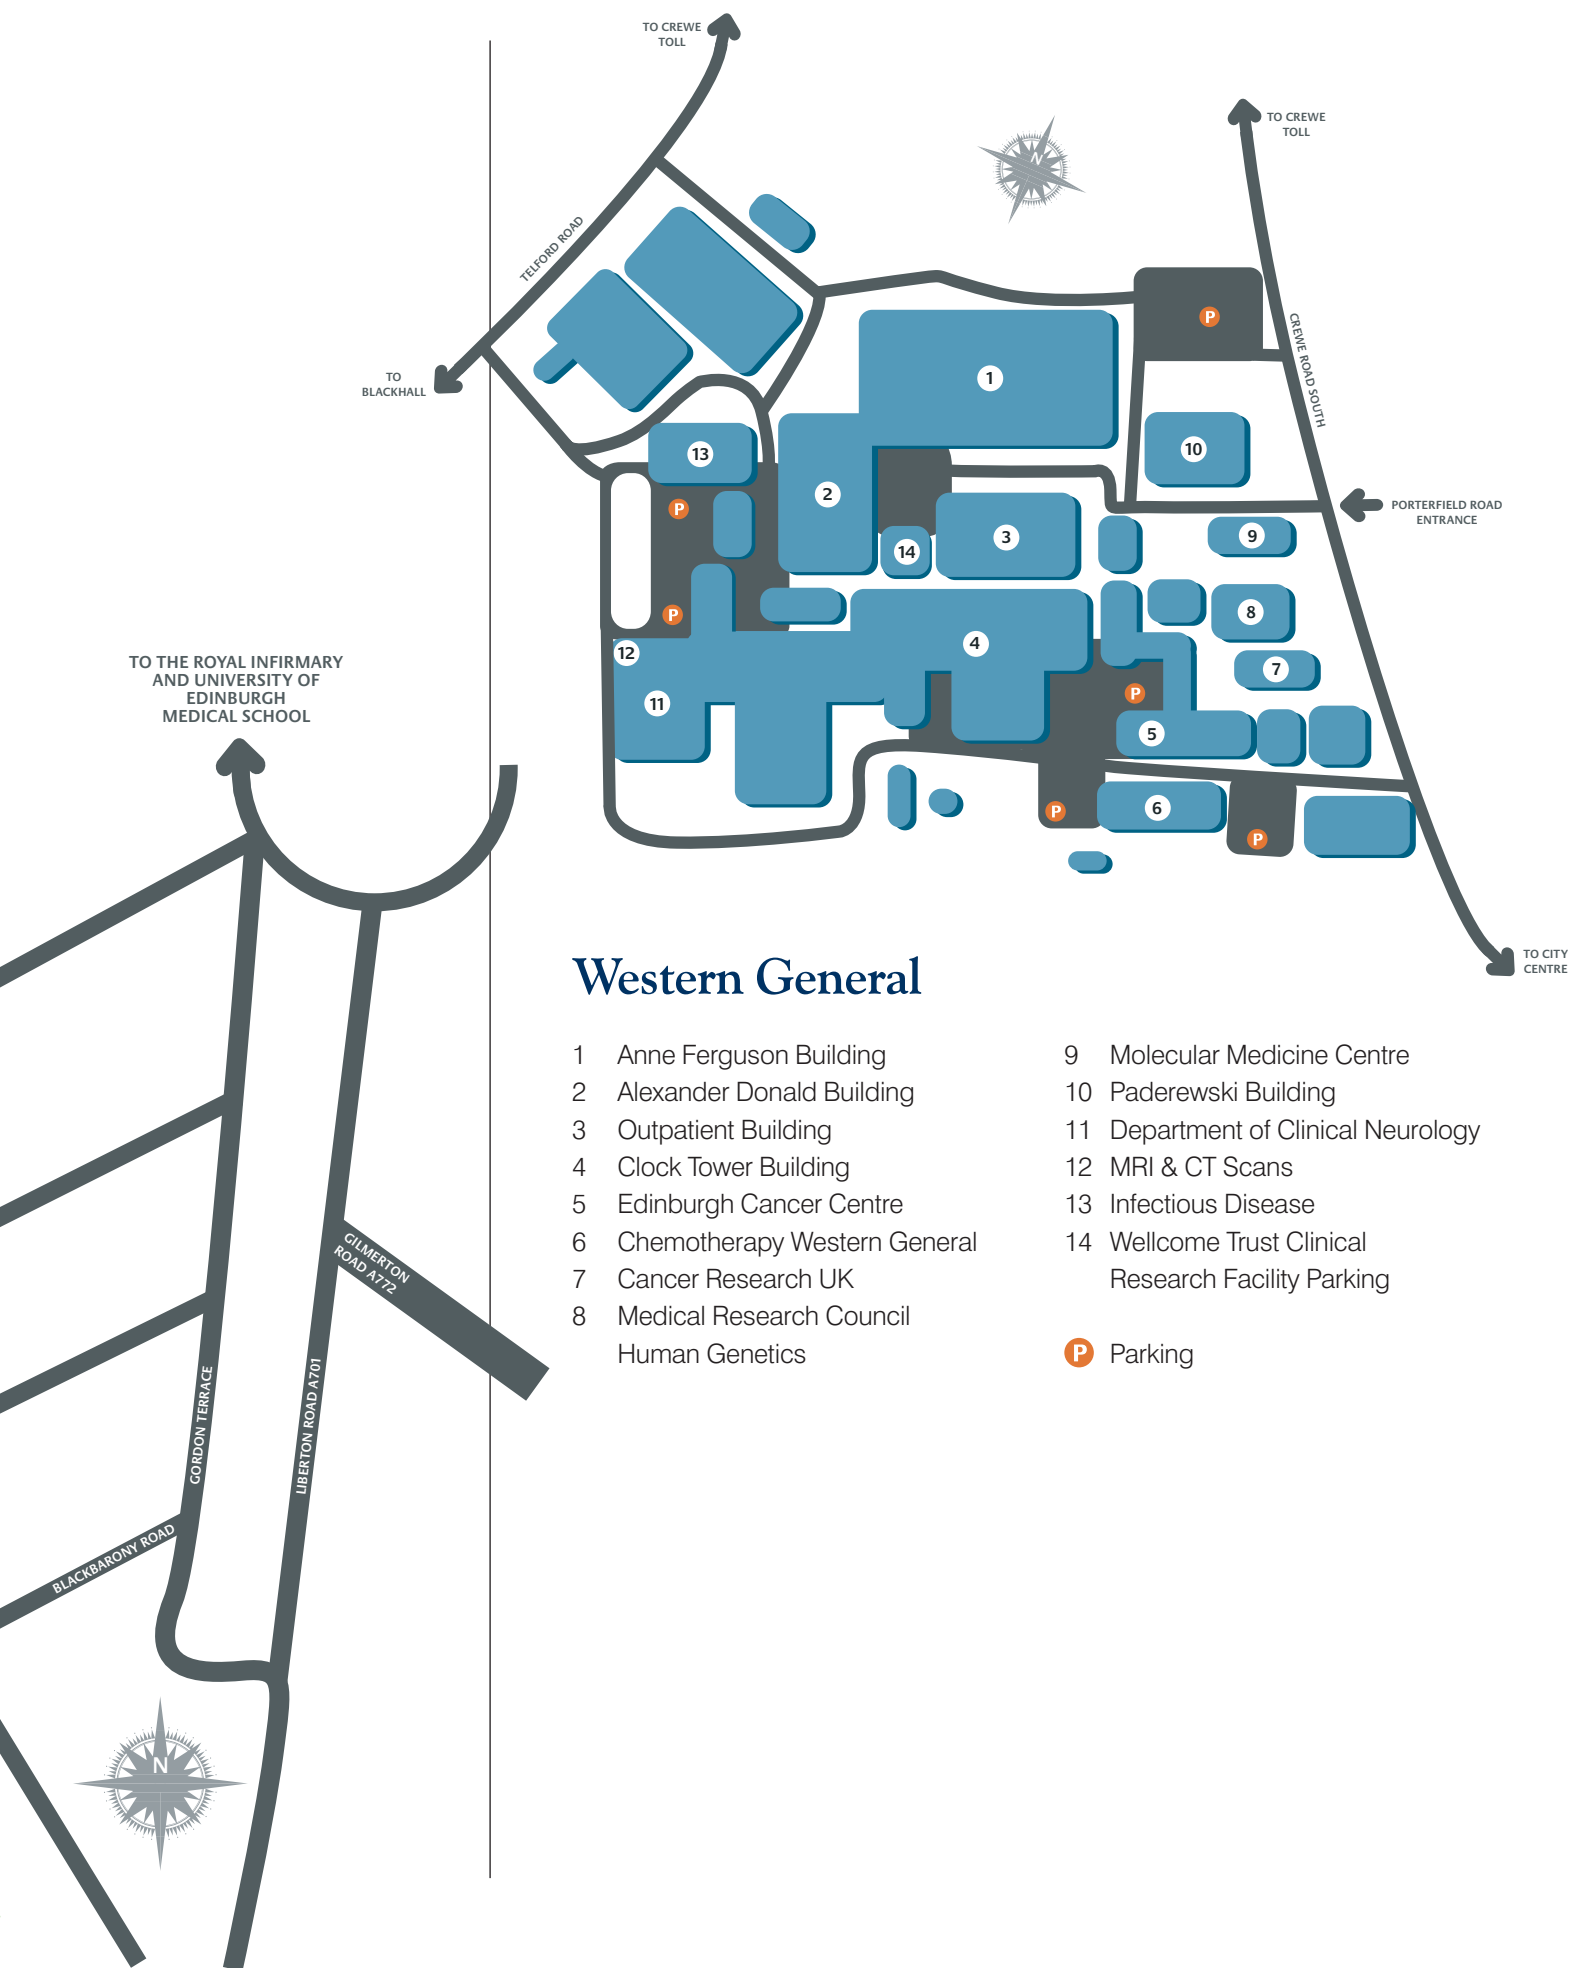 TO CREWE
TOLL
TO CREWE
TOLL
N
TELFORD ROAD
P
CREWE ROAD SOUTH
TO
BLACKHALL
1
13
10
2
P
PORTERFIELD ROAD
ENTRANCE
3
9
14
P
8
4
12
TO THE ROYAL INFIRMARY
AND UNIVERSITY OF
EDINBURGH
MEDICAL SCHOOL
7
P
11
5
6
P
P
TO CITY
CENTRE
Western General
1 Anne Ferguson Building
2 Alexander Donald Building
3 Outpatient Building
4 Clock Tower Building
5 Edinburgh Cancer Centre
6 Chemotherapy Western General
7 Cancer Research UK
8 Medical Research Council
Human Genetics
9 Molecular Medicine Centre
10 Paderewski Building
11 Department of Clinical Neurology
12 MRI & CT Scans
13 Infectious Disease
14 Wellcome Trust Clinical
Research Facility Parking
P Parking
GILMERTON
ROAD A772
GORDON TERRACE
LIBERTON ROAD A701
BLACKBARONY ROAD
N